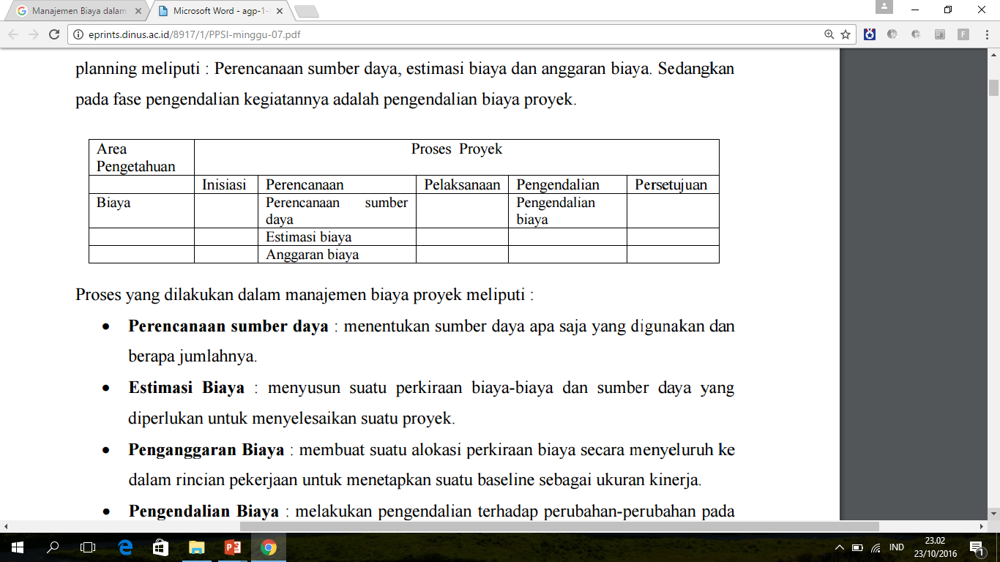 Manajemen Biaya dalam
Microsoft Word - agp-1-
eprints.dinus.ac.id/8917/1/PPSI-minggu-07.pdf
planning meliputi : Perencanaan sumber daya, estimasi biaya dan anggaran biaya. Sedangkan
pada fase pengendalian kegiatannya adalah pengendalian biaya proyek.
Area Pengetahuan Proses Proyek
Inisiasi Perencanaan Pelaksanaan Pengendalian Persetujuan
Biaya Perencanaan sumber daya Pengendalian biaya
Estimasi biaya
Anggaran biaya
Proses yang dilakukan dalam manajemen biaya proyek meliputi :
• Perencanaan sumber daya : menentukan sumber daya apa saja yang digunakan dan
berapa jumlahnya.
• Estimasi Biaya : menyusun suatu perkiraan biaya-biaya dan sumber daya yang
diperlukan untuk menyelesaikan suatu proyek.
• Penganggaran Biaya : membuat suatu alokasi perkiraan biaya secara menyeluruh ke
dalam rincian pekerjaan untuk menetapkan suatu baseline sebagai ukuran kinerja.
• Pengendalian Biaya : melakukan pengendalian terhadap perubahan-perubahan pada
IND
23.02
23/10/2016
1